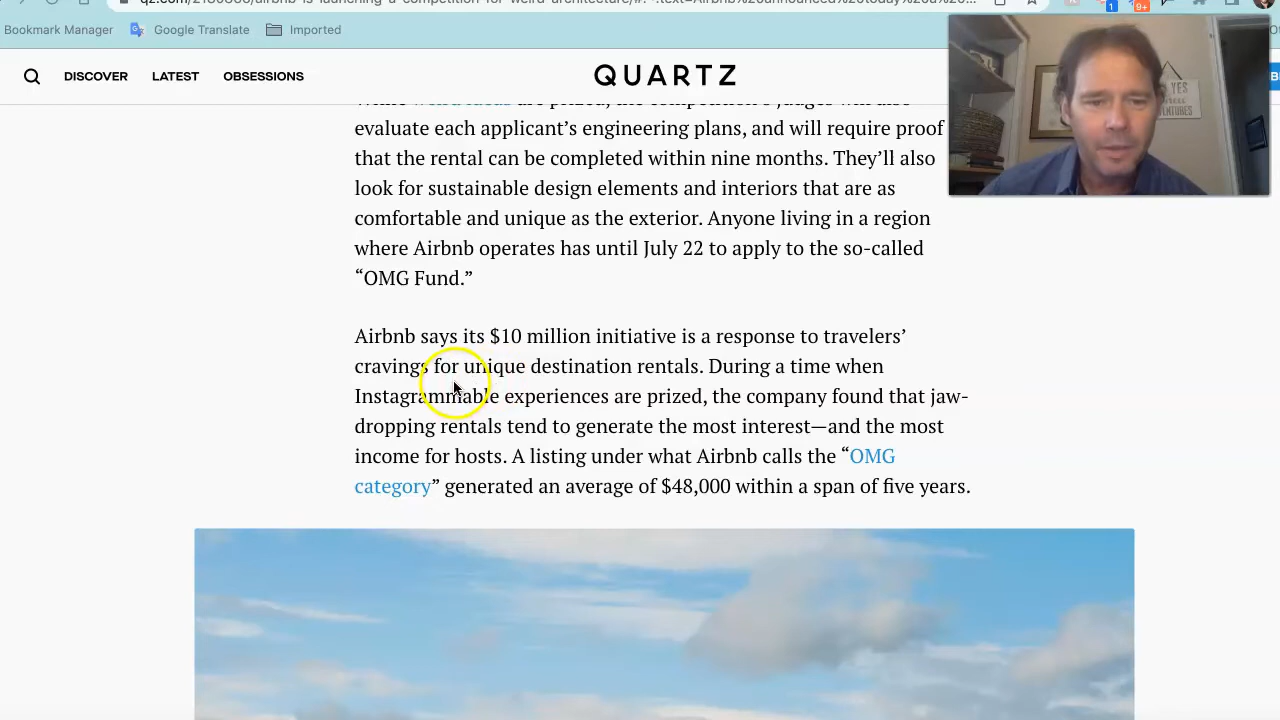 qz.com/2180636/airbnb-is-launching-a-competition-for-weird-architecture/#:~:text=Airbnb%20announced%20today%20a%20...
1
9+
Bookmark Manager
Google Translate
Imported
DISCOVER
LATEST
OBSESSIONS
QUARTZ
YES
ENTURES
While weird ideas are prized, the competition's judges will also
evaluate each applicant’s engineering plans, and will require proof
that the rental can be completed within nine months. They’ll also
look for sustainable design elements and interiors that are as
comfortable and unique as the exterior. Anyone living in a region
where Airbnb operates has until July 22 to apply to the so-called
“OMG Fund.”
Airbnb says its $10 million initiative is a response to travelers’
cravings for unique destination rentals. During a time when
Instagrammable experiences are prized, the company found that jaw-
dropping rentals tend to generate the most interest—and the most
income for hosts. A listing under what Airbnb calls the “OMG
category” generated an average of $48,000 within a span of five years.